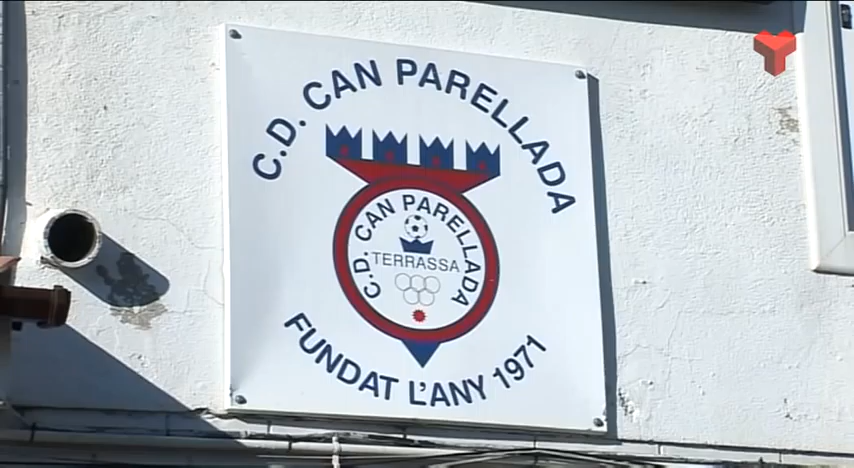 C.D. CAN PARELLADA
C.D. CAN PARELLADA
TERRASSA
FUNDAT L'ANY 1971